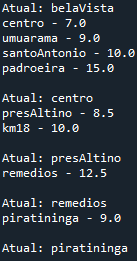 Atual: belaVista
centro - 7.0
umuarama - 9.0
santoAntonio - 10.0
padroeira - 15.0

Atual: centro
presAltino - 8.5
km18 - 10.0

Atual: presAltino
remedios - 12.5

Atual: remedios
piratininga - 9.0

Atual: piratininga